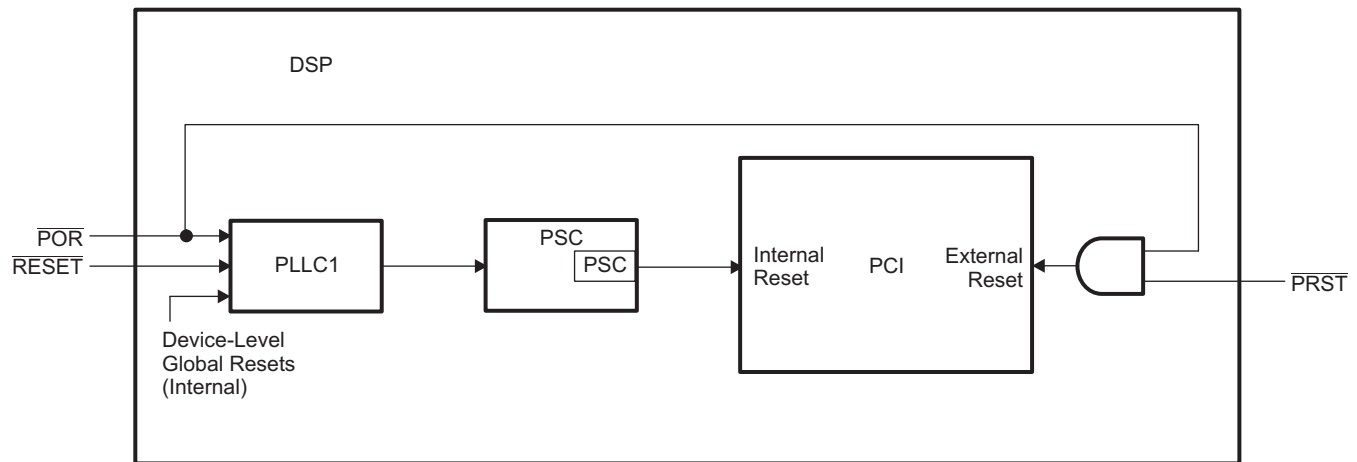 DSP
POR
RESET
PLLC1
Device-Level
Global Resets
(Internal)
PSC
PSC
Internal
Reset
PCI
External
Reset
PRST